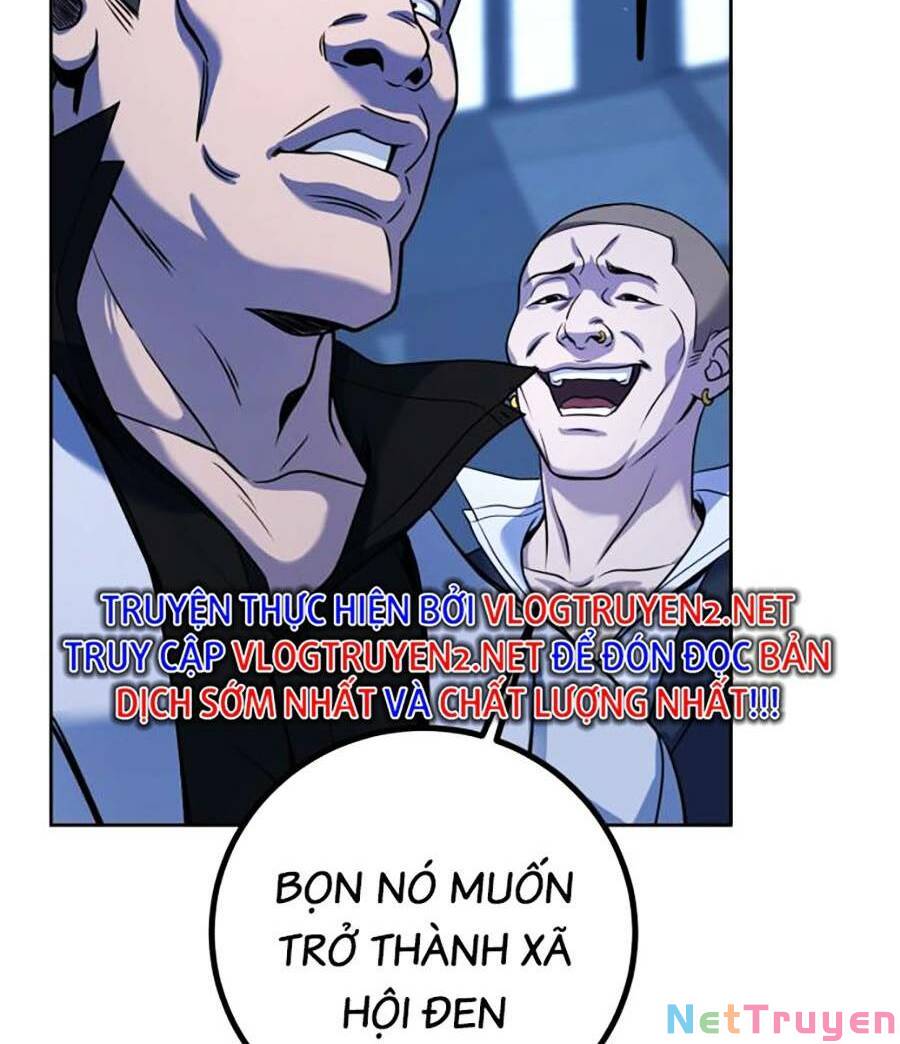 TRUYỆN THỰC HIỆN BỞI VLOGTRUYEN2.NET
TRUY CẬP VLOGTRUYEN2.NET ĐỂ ĐÓN ĐỌC BẢN
DỊCH SỚM NHẤT VÀ CHẤT LƯỢNG NHẤT!!!
BỌN NÓ MUỐN
TRỞ THÀNH XÃ
HỘI ĐEN
NetTruyen